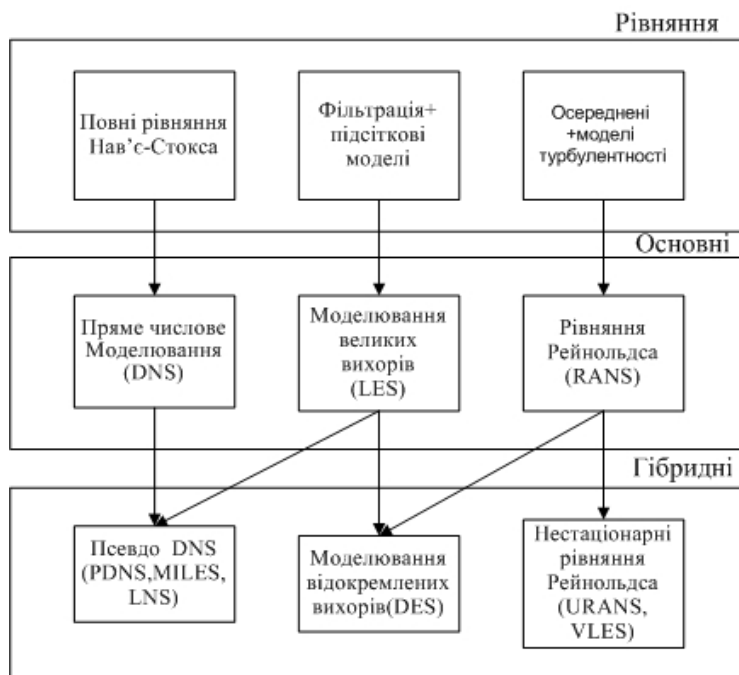 Рівняння
Повні рівняння
Нав’є-Стокса
Фільтрація+
підсіткові
моделі
Осереднені
+моделі
турбулентності
Основні
Пряме числове
Моделювання
(DNS)
Моделювання
великих
вихорів
(LES)
Рівняння
Рейнольдса
(RANS)
Гібридні
Псевдо DNS
(PDNS,MILES,
LNS)
Моделювання
відокремлених
вихорів(DES)
Нестаціонарні
рівняння
Рейнольдса
(URANS,
VLES)